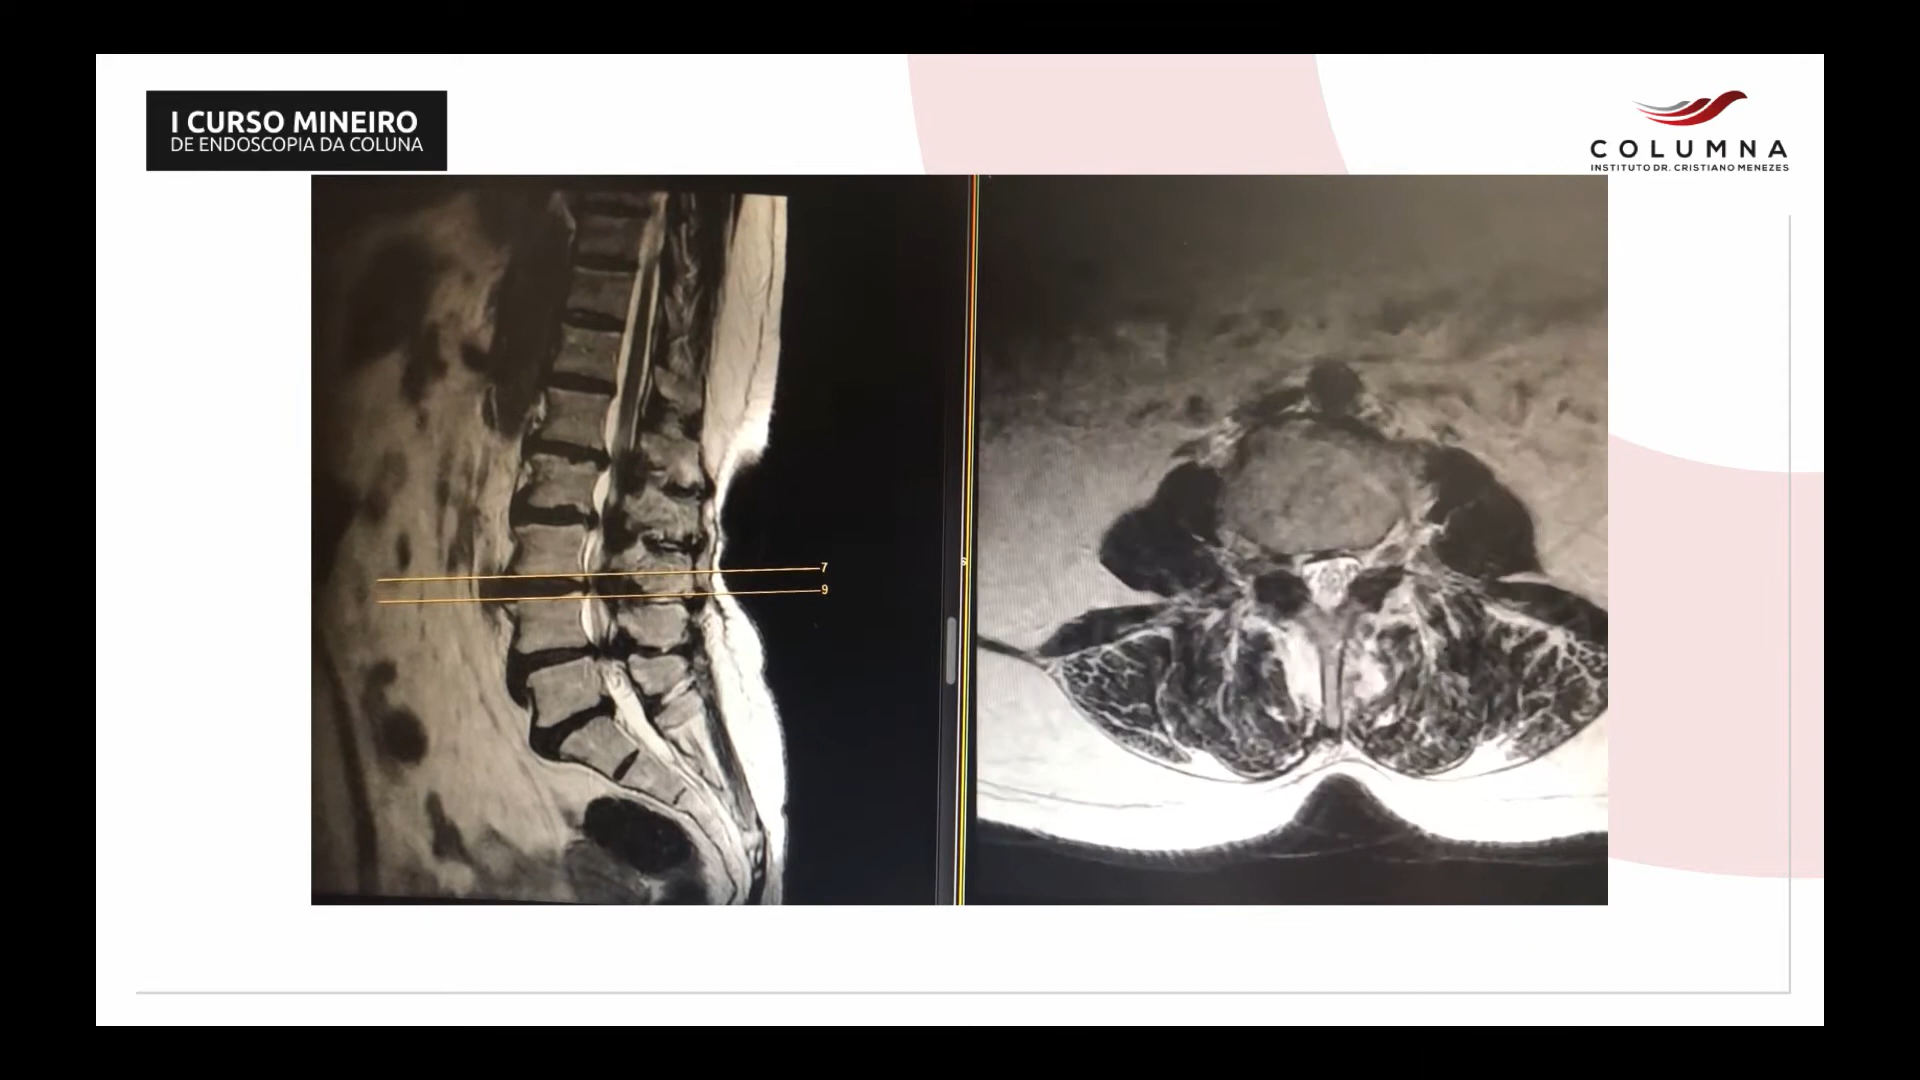 I CURSO MINEIRO
DE ENDOSCOPIA DA COLUNA
COLUMNA
INSTITUTO DR. CRISTIANO MENEZES
7
9